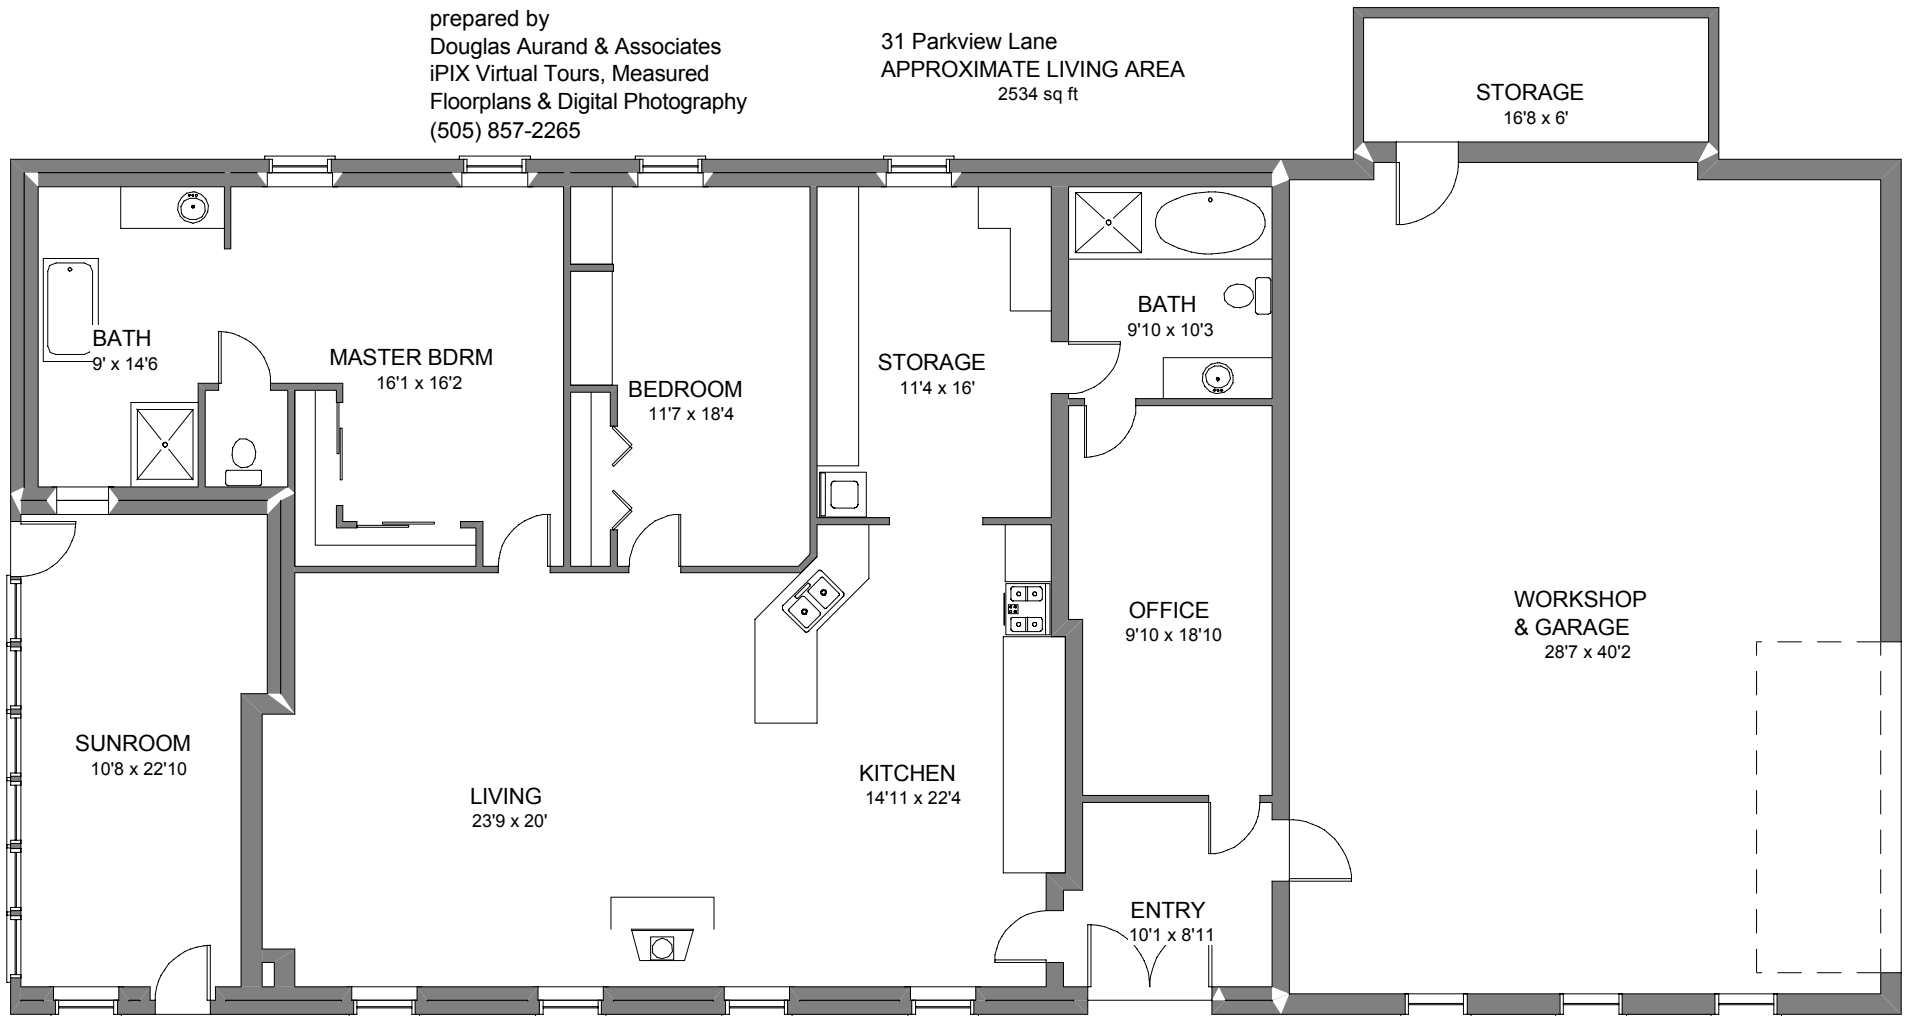 prepared by
Douglas Aurand & Associates
iPIX Virtual Tours, Measured
Floorplans & Digital Photography
(505) 857-2265
31 Parkview Lane
APPROXIMATE LIVING AREA
2534 sq ft
STORAGE
16'8 x 6'
BATH
9' x 14'6
MASTER BDRM
16'1 x 16'2
BEDROOM
11'7 x 18'4
STORAGE
11'4 x 16'
BATH
9'10 x 10'3
OFFICE
9'10 x 18'10
WORKSHOP
& GARAGE
28'7 x 40'2
SUNROOM
10'8 x 22'10
LIVING
23'9 x 20'
KITCHEN
14'11 x 22'4
ENTRY
10'1 x 8'11